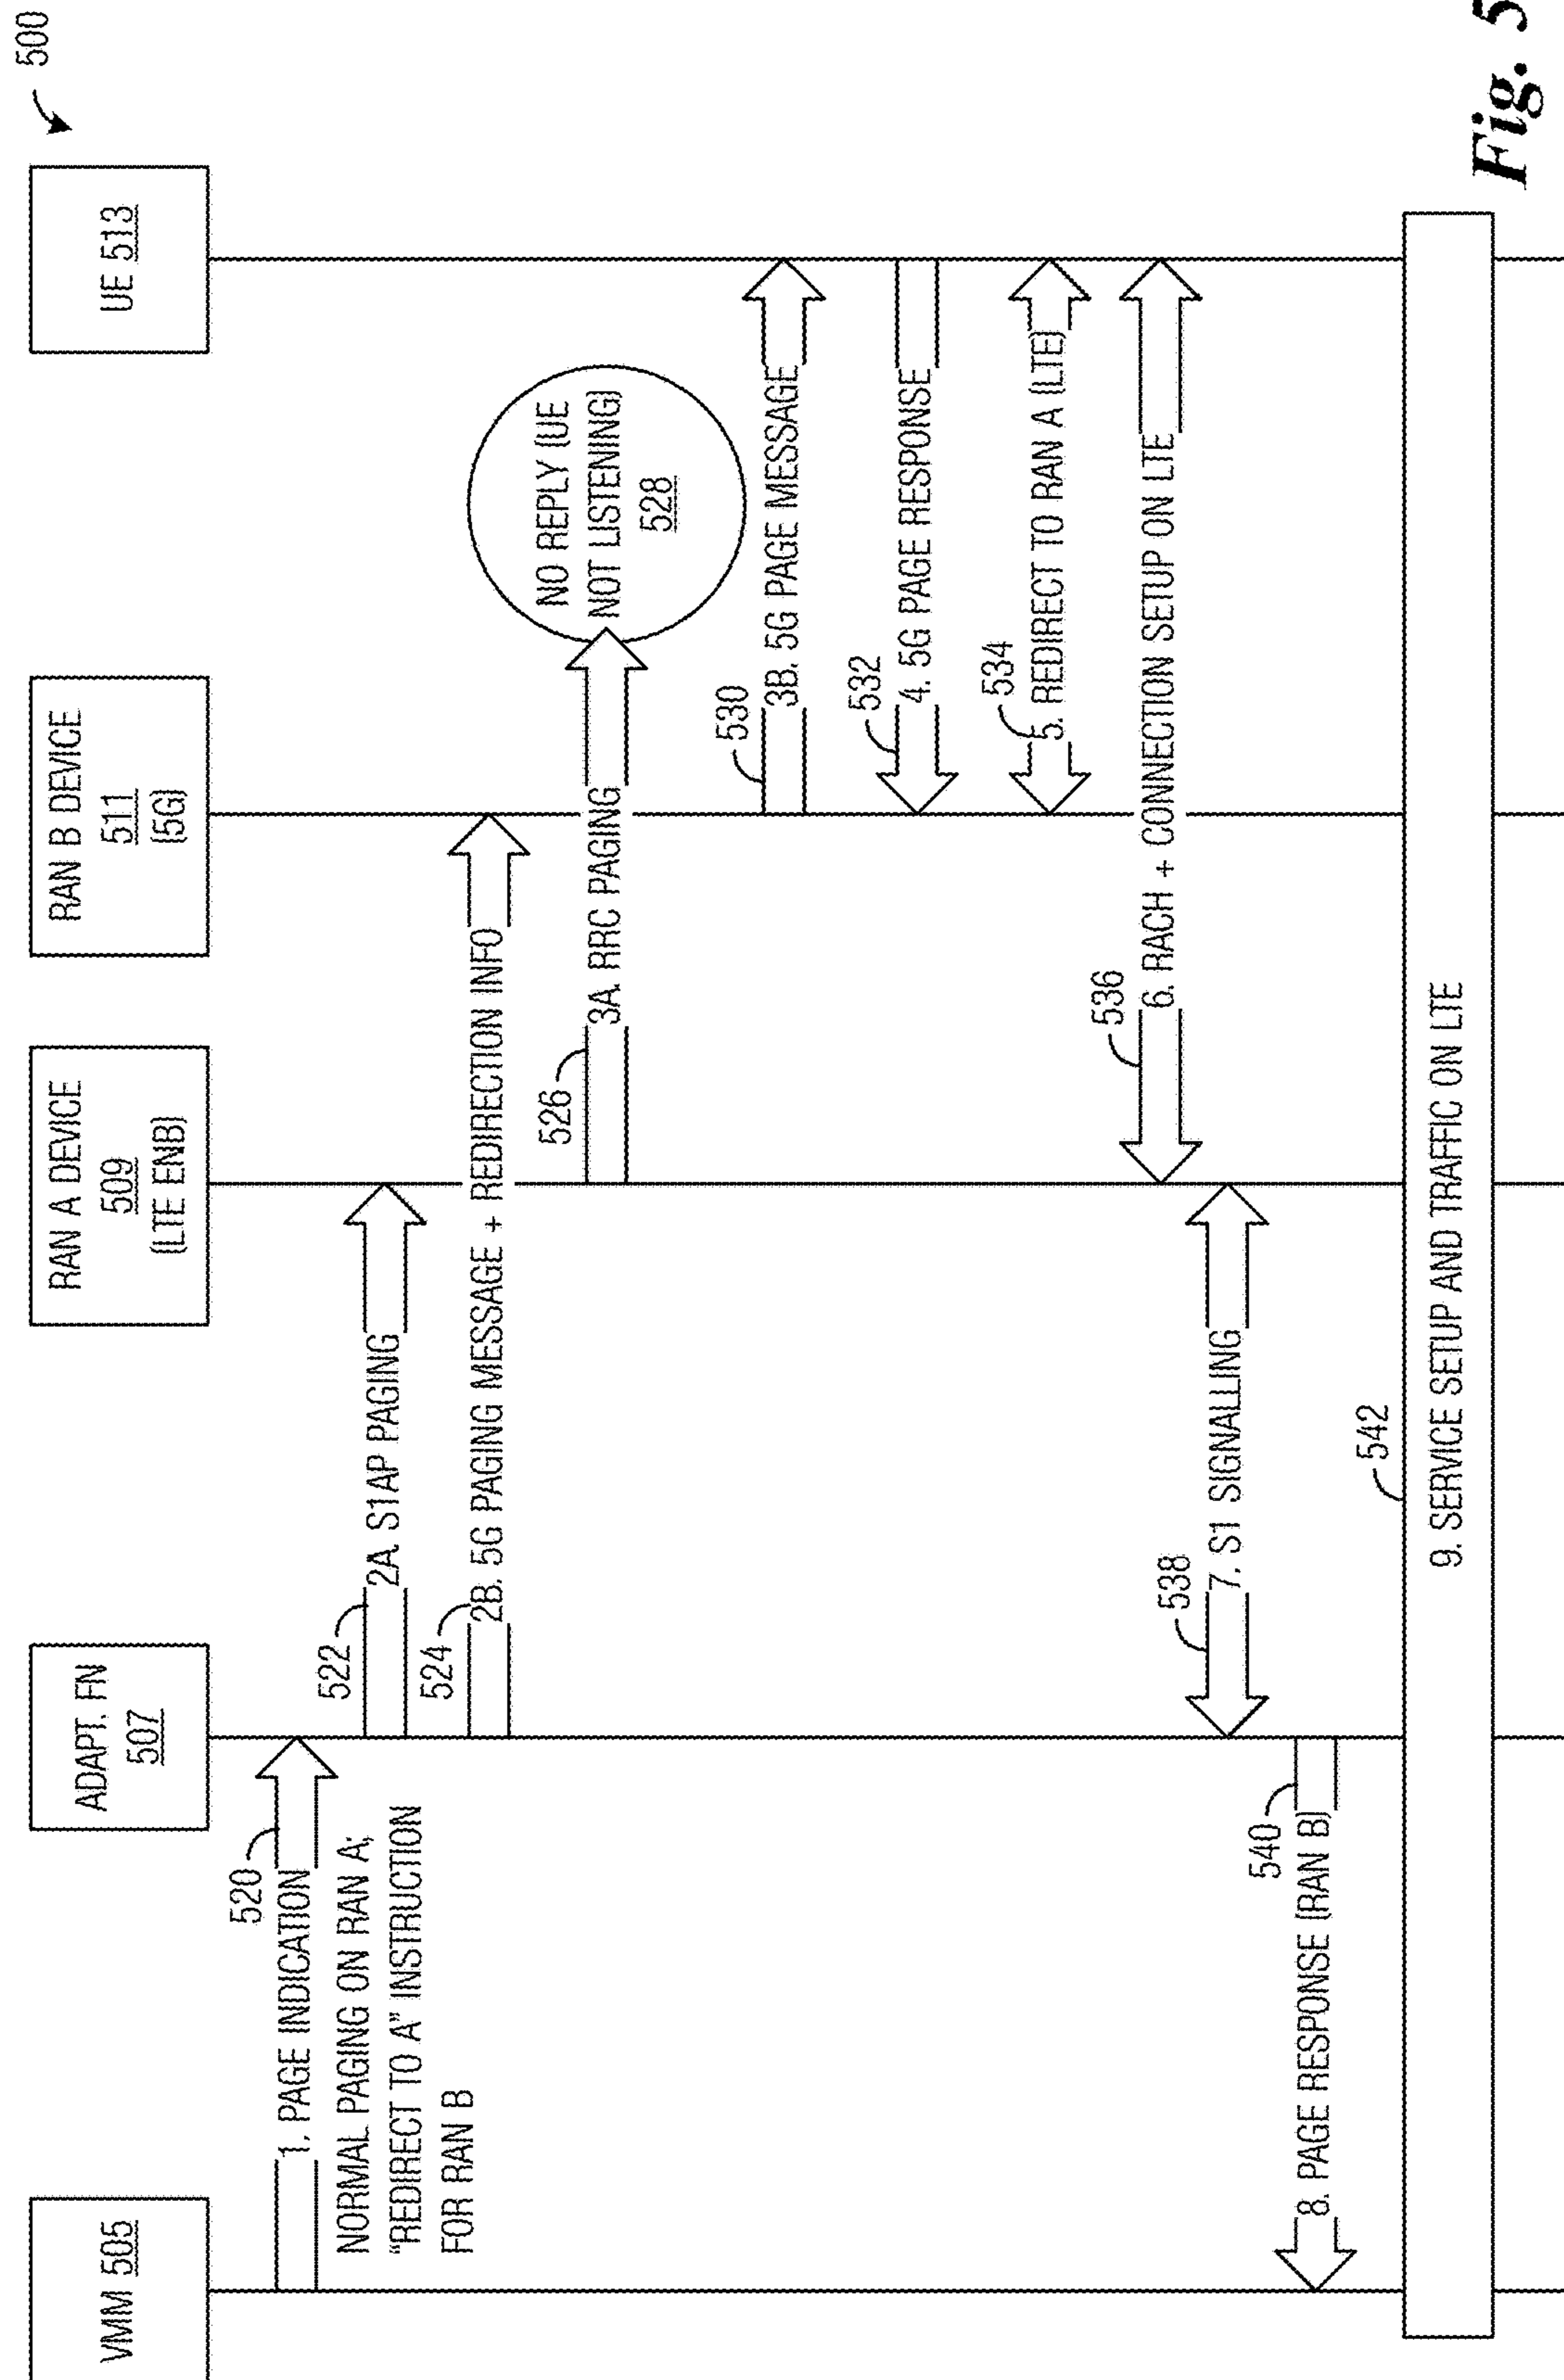 500
VMM 505
ADAPT. FN
507
RAN A DEVICE
509
(LTE ENB)
RAN B DEVICE
511
(5G)
UE 513
520
1. PAGE INDICATION
NORMAL PAGING ON RAN A;
"REDIRECT TO A" INSTRUCTION
FOR RAN B
522
2A. S1AP PAGING
524
2B. 5G PAGING MESSAGE + REDIRECTION INFO
526
3A. RRC PAGING
NO REPLY (UE
NOT LISTENING)
528
530
3B. 5G PAGE MESSAGE
532
4. 5G PAGE RESPONSE
534
5. REDIRECT TO RAN A (LTE)
536
6. RACH + CONNECTION SETUP ON LTE
538
7. S1 SIGNALLING
540
8. PAGE RESPONSE (RAN B)
542
9. SERVICE SETUP AND TRAFFIC ON LTE
Fig. 5